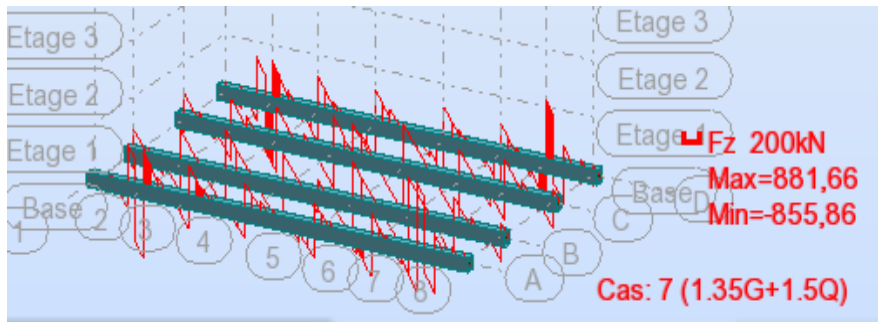 Etage 3
Etage 2
Etage 1
Base
1
2
3
4
5
6
7
8
A
B
C
D
Etage 3
Etage 2
Etage
Base
Fz 200kN
Max=881,66
Min=-855,86
Cas: 7 (1.35G+1.5Q)